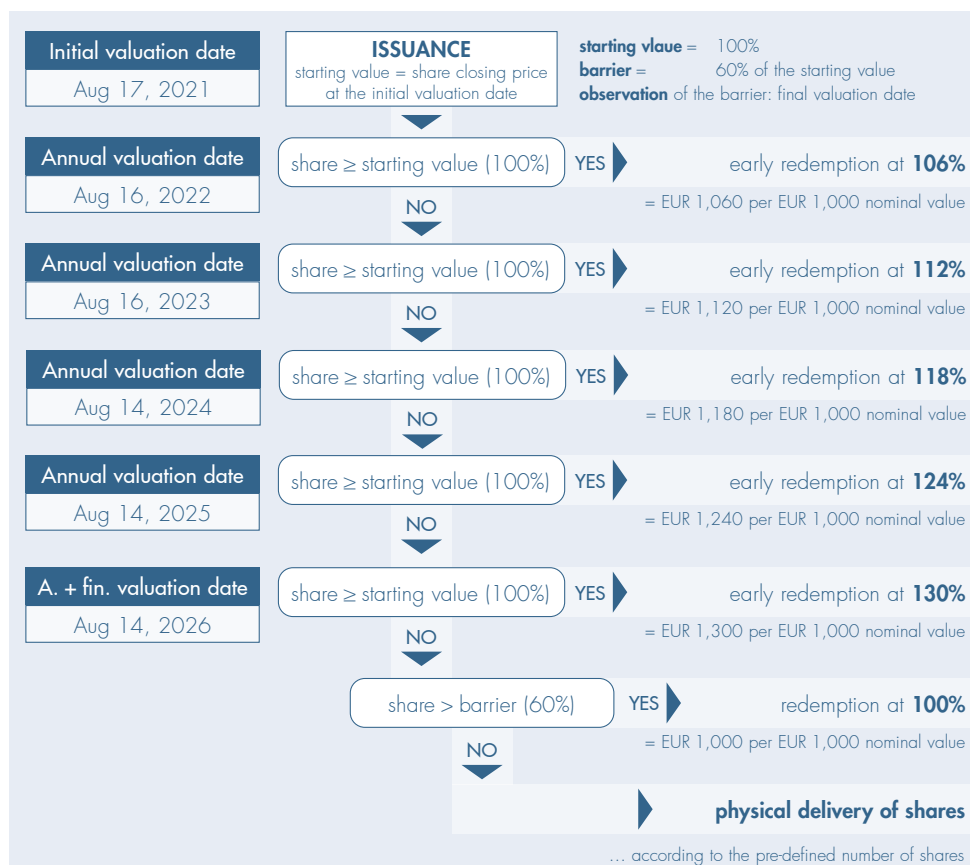 Initial valuation date
Aug 17, 2021
ISSUANCE
starting value = share closing price
at the initial valuation date
starting vlaue = 100%
barrier = 60% of the starting value
observation of the barrier: final valuation date
Annual valuation date
Aug 16, 2022
share ≥ starting value (100%)
YES
early redemption at 106%
= EUR 1,060 per EUR 1,000 nominal value
NO
Annual valuation date
Aug 16, 2023
share ≥ starting value (100%)
YES
early redemption at 112%
= EUR 1,120 per EUR 1,000 nominal value
NO
Annual valuation date
Aug 14, 2024
share ≥ starting value (100%)
YES
early redemption at 118%
= EUR 1,180 per EUR 1,000 nominal value
NO
Annual valuation date
Aug 14, 2025
share ≥ starting value (100%)
YES
early redemption at 124%
= EUR 1,240 per EUR 1,000 nominal value
NO
A. + fin. valuation date
Aug 14, 2026
share ≥ starting value (100%)
YES
early redemption at 130%
= EUR 1,300 per EUR 1,000 nominal value
NO
share > barrier (60%)
YES
redemption at 100%
= EUR 1,000 per EUR 1,000 nominal value
NO
physical delivery of shares
... according to the pre-defined number of shares